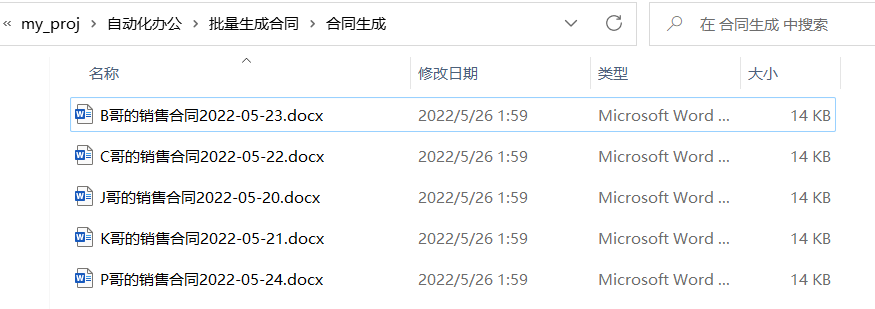 « my_proj > 自动化办公 > 批量生成合同 > 合同生成 在 合同生成 中搜索
名称 修改日期 类型 大小
B哥的销售合同2022-05-23.docx 2022/5/26 1:59 Microsoft Word ... 14 KB
C哥的销售合同2022-05-22.docx 2022/5/26 1:59 Microsoft Word ... 14 KB
J哥的销售合同2022-05-20.docx 2022/5/26 1:59 Microsoft Word ... 14 KB
K哥的销售合同2022-05-21.docx 2022/5/26 1:59 Microsoft Word ... 14 KB
P哥的销售合同2022-05-24.docx 2022/5/26 1:59 Microsoft Word ... 14 KB